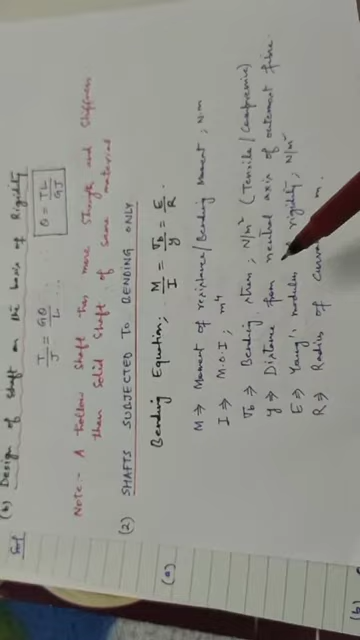 (b) Design of Shaft on the basis of Rigidity
Sol
T/J = Gθ/L ... θ = TL/GJ
Note:- A Hollow Shaft has more Strength and Stiffness
than Solid Shaft of same material
(2) SHAFTS SUBJECTED TO BENDING ONLY
(a) Bending Equation; M/I = σb/y = E/R.
M ⇒ Moment of resistance/Bending Moment, N-m
I ⇒ M.O.I; m⁴
σb ⇒ Bending stress; N/m² (Tensile/Compressive)
y ⇒ Distance from neutral axis of outermost fibre
E ⇒ Young's modulus rigidity, N/m²
R ⇒ Radius of m.
(b)